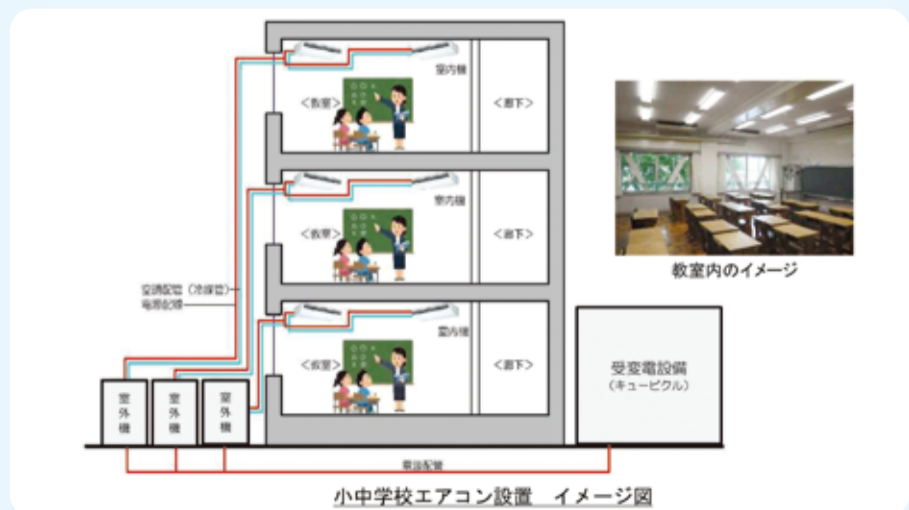 室内機
<教室>
<廊下>
室内機
<教室>
<廊下>
教室内のイメージ
空調配管（冷媒管）
電源配線
室内機
<教室>
<廊下>
受変電設備
（キュービクル）
室外機
室外機
室外機
電源配管
小中学校エアコン設置　イメージ図